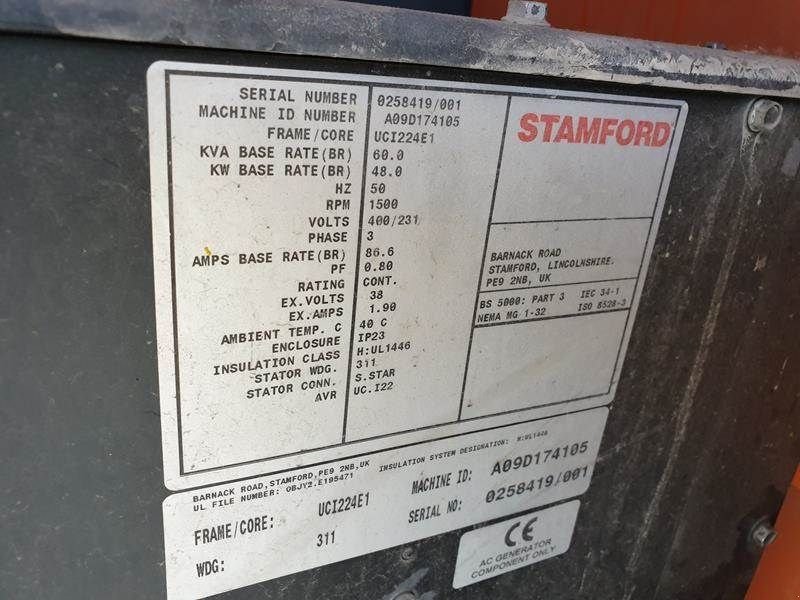 SERIAL NUMBER 0258419/001
MACHINE ID NUMBER A09D174105
FRAME/CORE UCI224E1
KVA BASE RATE(BR) 60.0
KW BASE RATE(BR) 48.0
HZ 50
RPM 1500
VOLTS 400/231
PHASE 3
AMPS BASE RATE(BR) 86.6
PF 0.80
RATING CONT.
EX.VOLTS 38
EX.AMPS 1.90
AMBIENT TEMP. C 40 C
ENCLOSURE IP23
INSULATION CLASS H:UL1446
STATOR WDG. 311
STATOR CONN. S.STAR
AVR UC.I22
STAMFORD
BARNACK ROAD
STAMFORD, LINCOLNSHIRE.
PE9 2NB, UK
BS 5000: PART 3 IEC 34-1
NEMA MG 1-32 ISO 8528-3
BARNACK ROAD,STAMFORD,PE9 2NB,UK INSULATION SYSTEM DESIGNATION: H:UL1446
UL FILE NUMBER: OBJY2.E195471
FRAME/CORE: UCI224E1 MACHINE ID: A09D174105
WDG: 311 SERIAL NO: 0258419/001
CE
AC GENERATOR
COMPONENT ONLY